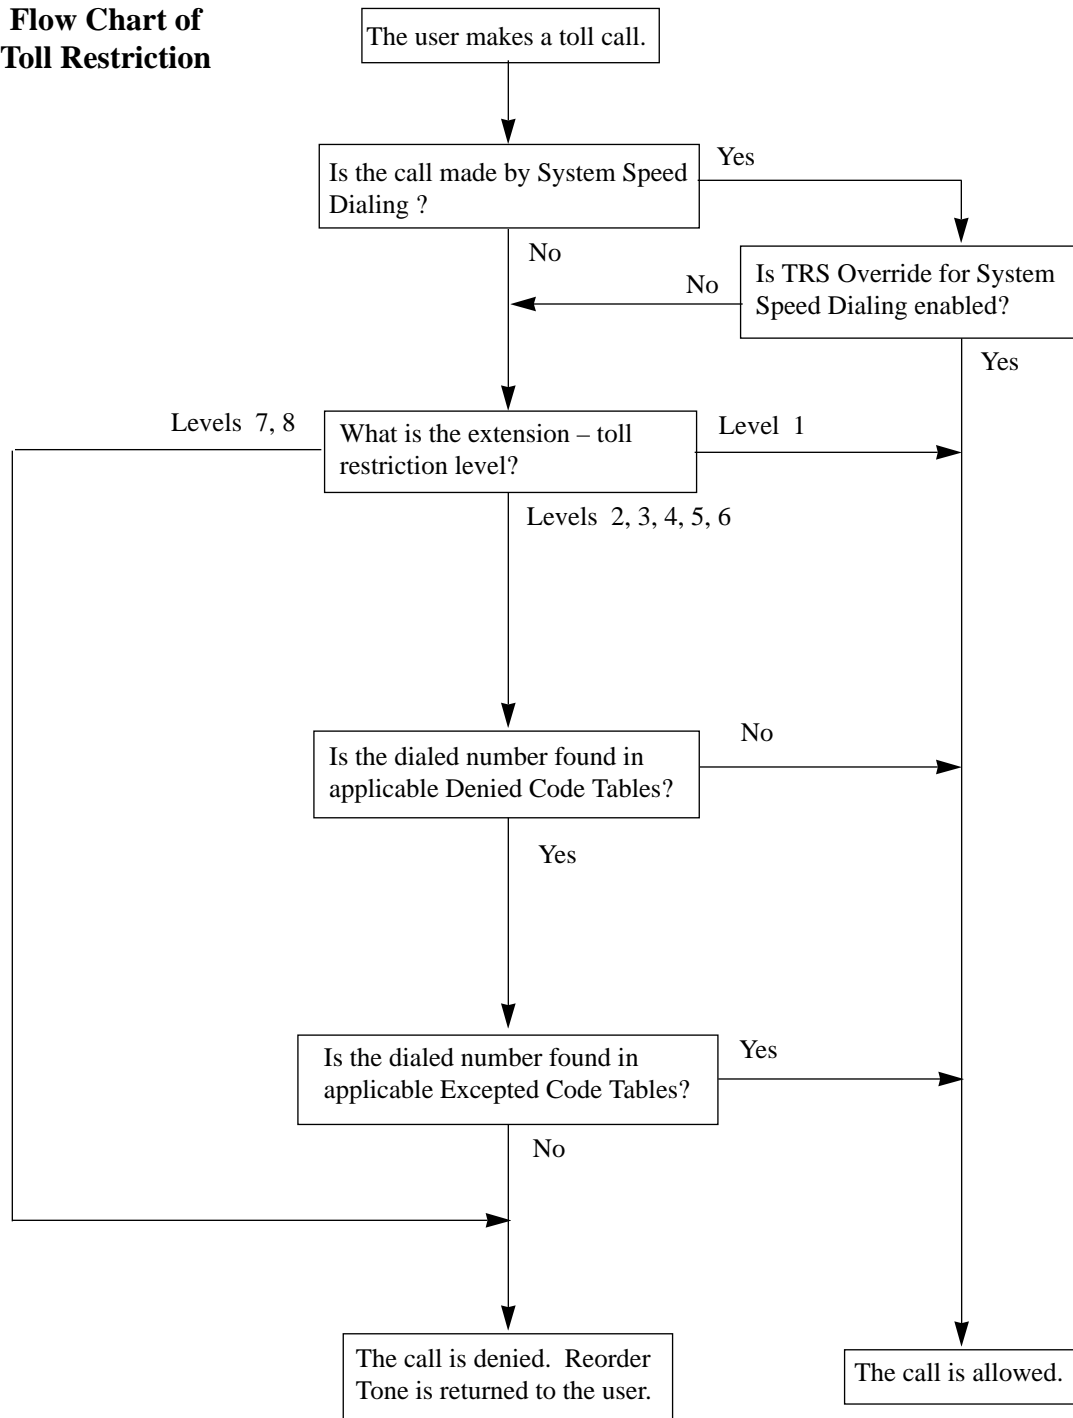 Flow Chart of
Toll Restriction
The user makes a toll call.
Is the call made by System Speed
Dialing ?
Yes
No
Is TRS Override for System
Speed Dialing enabled?
No
Yes
Levels  7, 8
What is the extension – toll
restriction level?
Level  1
Levels  2, 3, 4, 5, 6
Is the dialed number found in
applicable Denied Code Tables?
No
Yes
Is the dialed number found in
applicable Excepted Code Tables?
Yes
No
The call is denied.  Reorder
Tone is returned to the user.
The call is allowed.